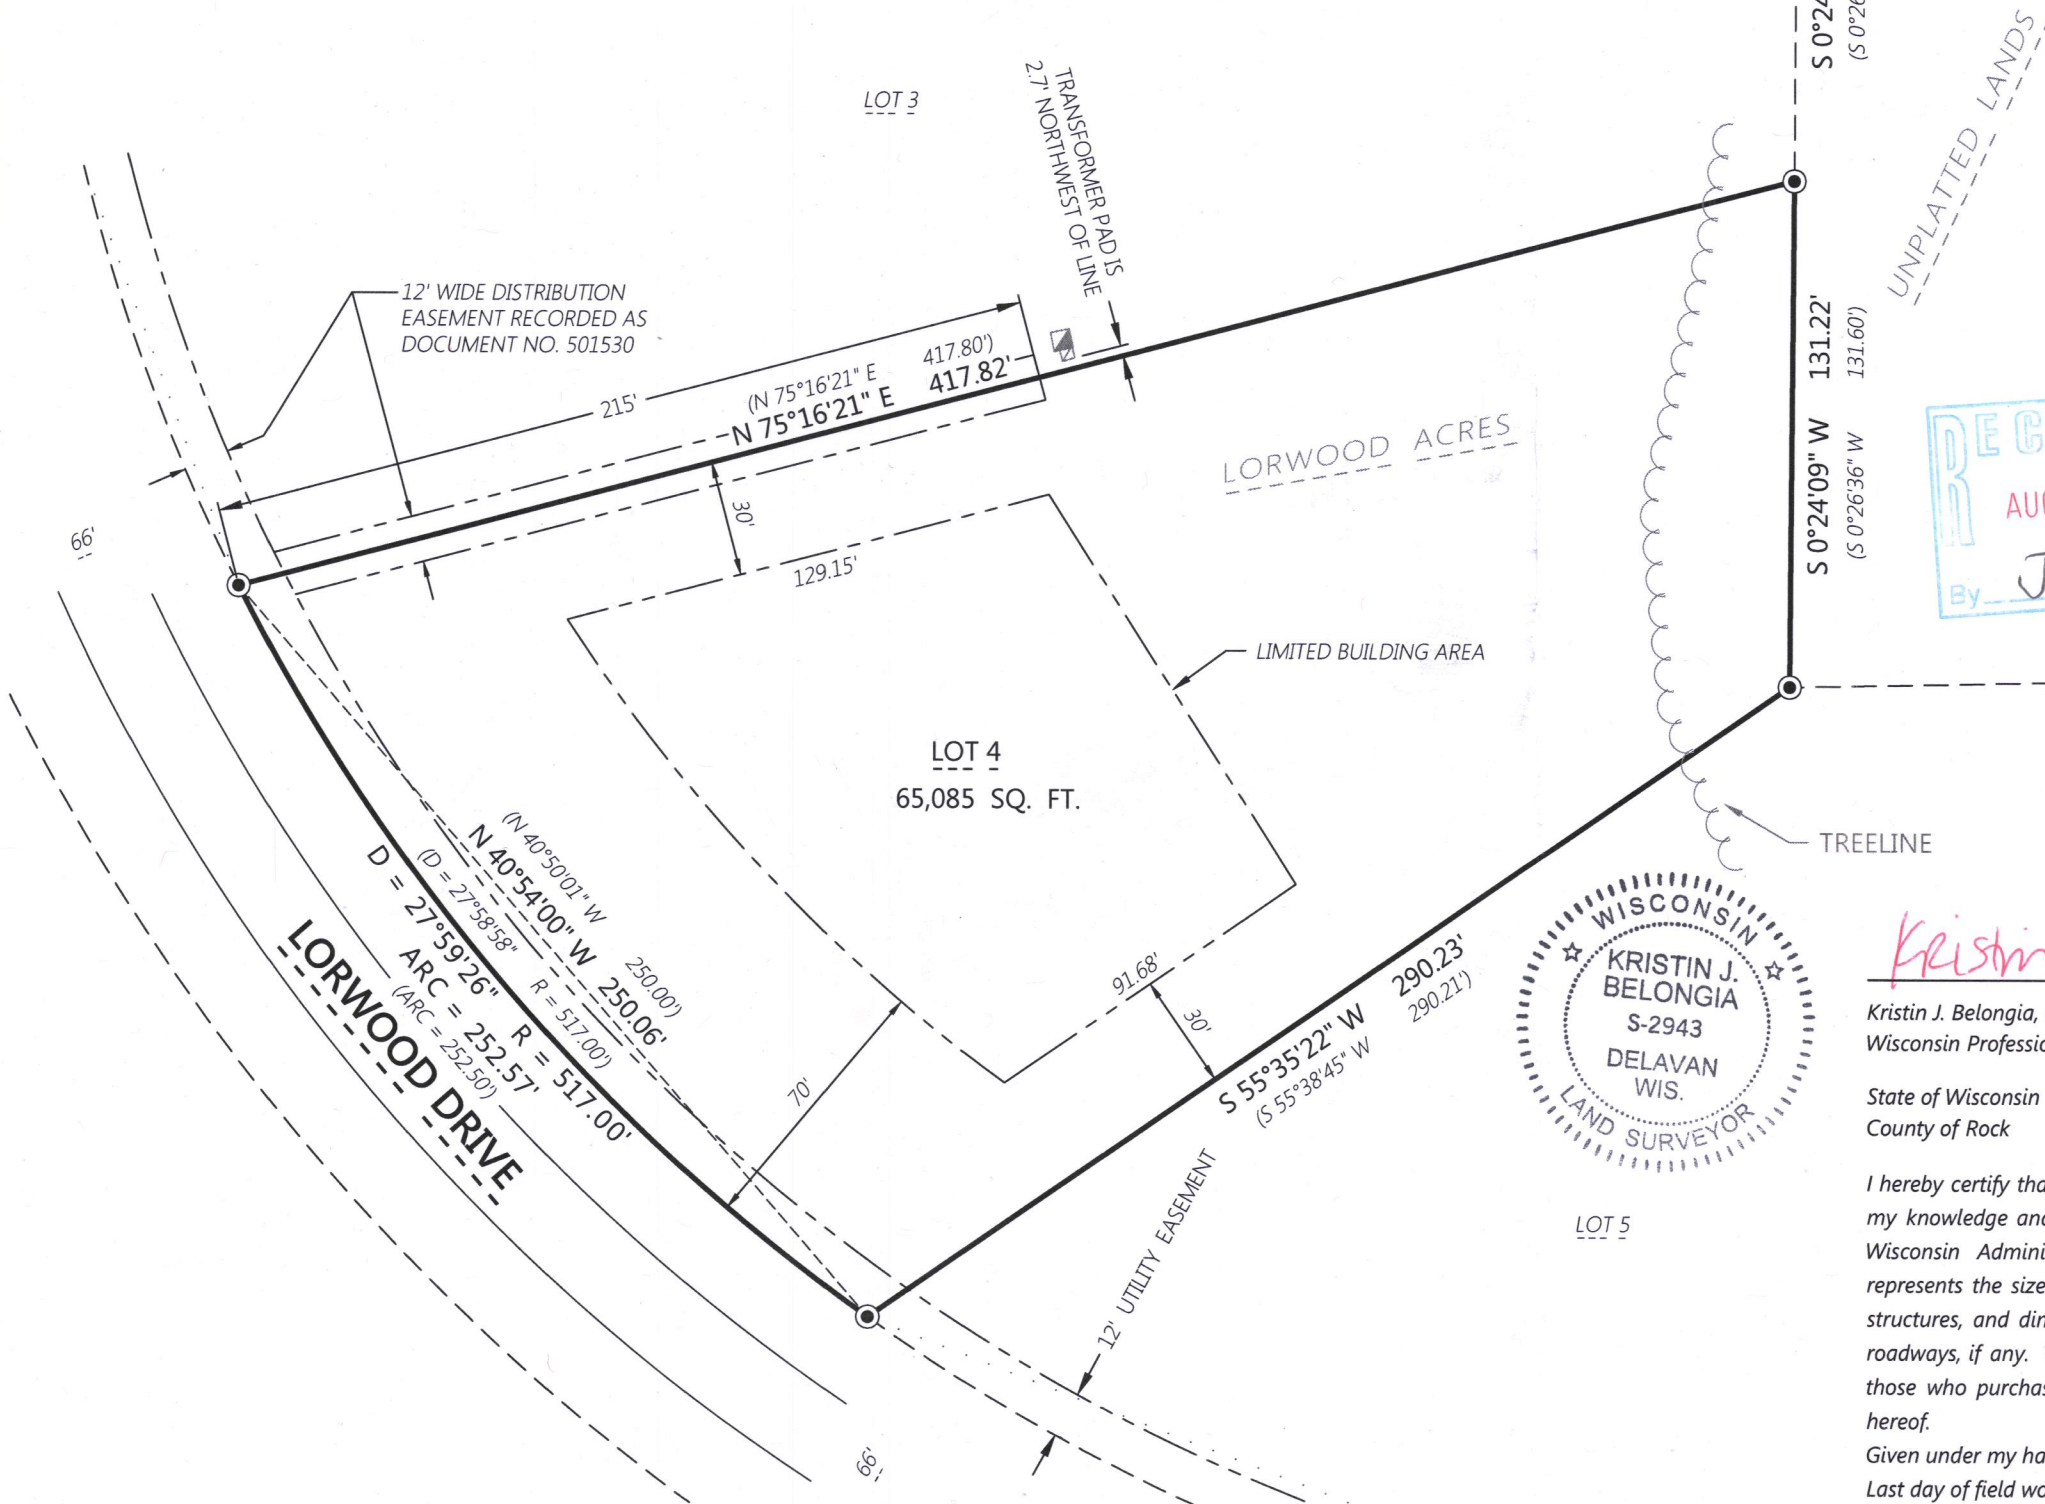 S 0°24
(S 0°26
UNPLATTED LANDS
LOT 3
TRANSFORMER PAD IS
2.7' NORTHWEST OF LINE
12' WIDE DISTRIBUTION
EASEMENT RECORDED AS
DOCUMENT NO. 501530
215'
(N 75°16'21" E 417.80')
N 75°16'21" E 417.82'
LORWOOD ACRES
S 0°24'09" W 131.22'
(S 0°26'36" W 131.60')
REC
AU
By
J
66'
30'
129.15'
LIMITED BUILDING AREA
LOT 4
65,085 SQ. FT.
TREELINE
(N 40°50'01" W 250.00')
N 40°54'00" W 250.06'
(D = 27°58'58" R = 517.00')
D = 27°59'26" R = 517.00'
ARC = 252.57'
(ARC = 252.50')
LORWOOD DRIVE
91.68'
30'
70'
S 55°35'22" W 290.23'
(S 55°38'45" W 290.21')
WISCONSIN
KRISTIN J.
BELONGIA
S-2943
DELAVAN
WIS.
LAND SURVEYOR
Kristin
Kristin J. Belongia,
Wisconsin Professio
State of Wisconsin
County of Rock
I hereby certify tha
my knowledge and
Wisconsin Admini
represents the size
structures, and dim
roadways, if any.
those who purchas
hereof.
Given under my ha
Last day of field wo
12' UTILITY EASEMENT
LOT 5
66'